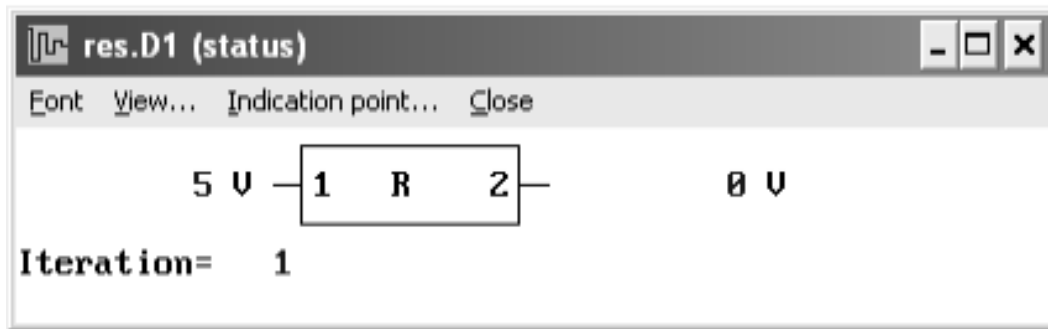 res.D1 (status)
Font View... Indication point... Close
5 V 1 R 2 0 V
Iteration= 1